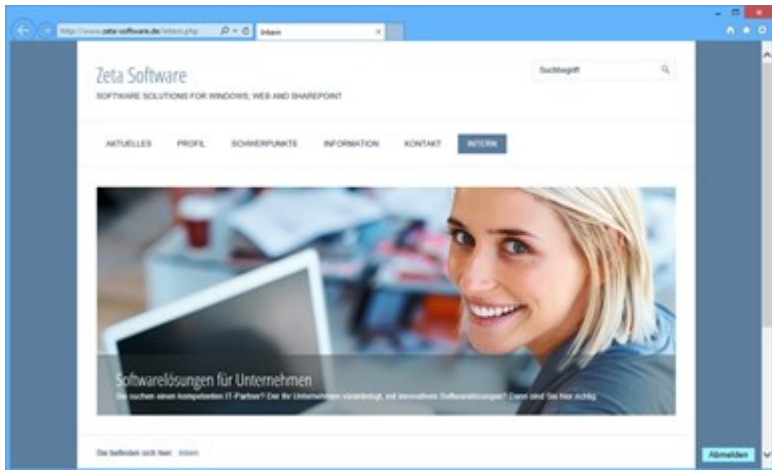 http://www.zeta-software.de/intern.php
Intern
Zeta Software
Suchbegriff
SOFTWARE SOLUTIONS FOR WINDOWS, WEB AND SHAREPOINT
AKTUELLES PROFIL SCHWERPUNKTE INFORMATION KONTAKT INTERN
Softwarelösungen für Unternehmen
Sie suchen einen kompetenten IT-Partner? Der Ihr Unternehmen voranbringt, mit innovativen Softwarelösungen? Dann sind Sie hier richtig
Sie befinden sich hier: Intern
Abmelden